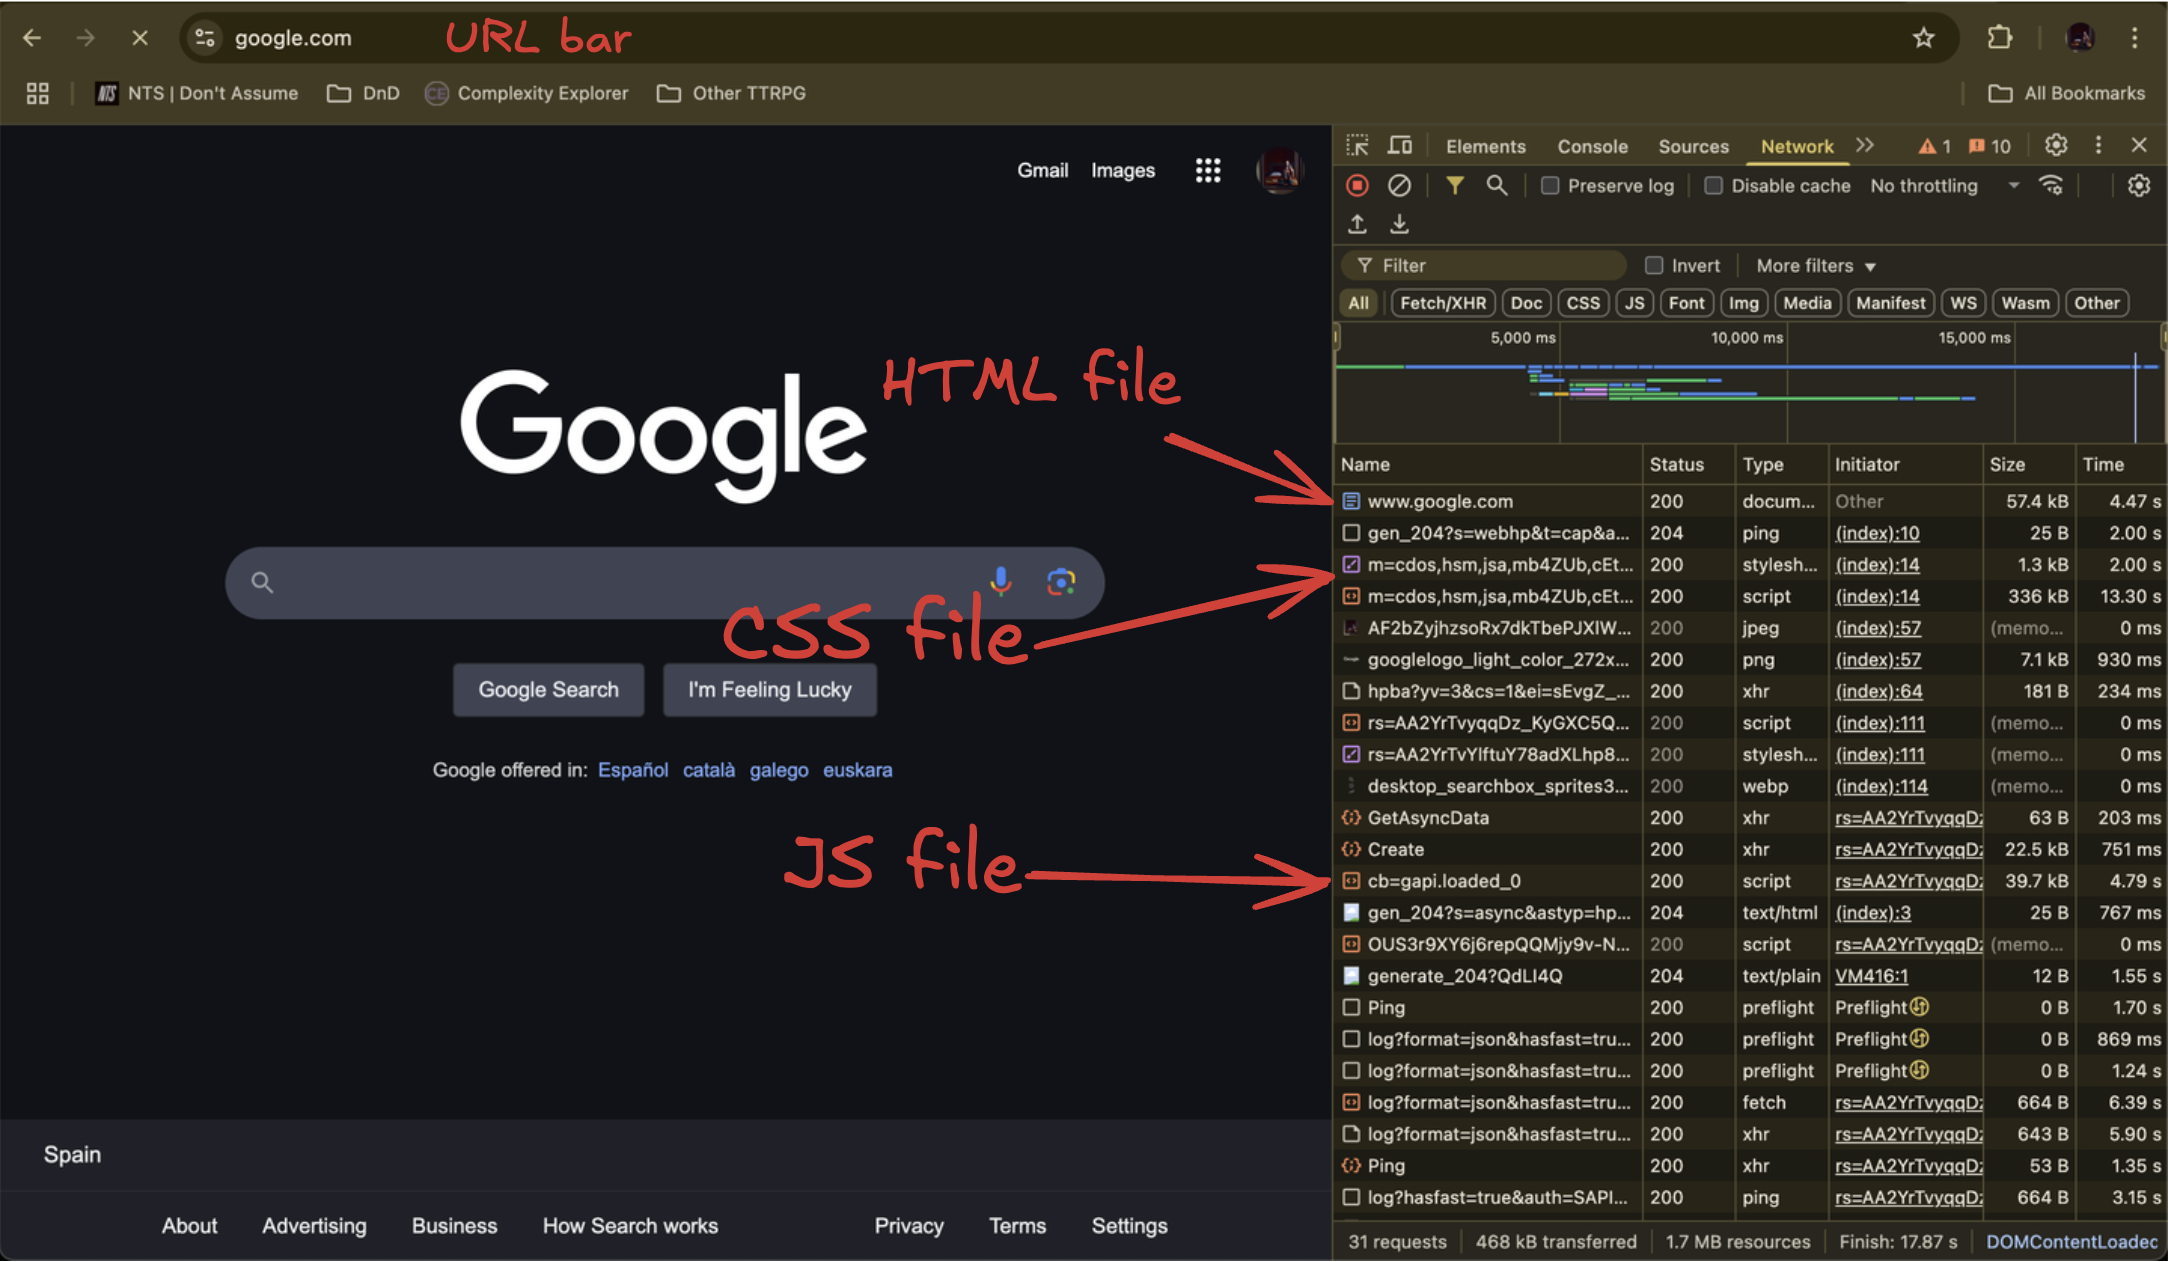 google.com URL bar
NTS | Don't Assume DnD CE Complexity Explorer Other TTRPG All Bookmarks
Gmail Images
Google
Google Search I'm Feeling Lucky
Google offered in: Español català galego euskara
Spain
About Advertising Business How Search works Privacy Terms Settings
HTML file
CSS file
JS file
Elements Console Sources Network 1 10
Preserve log Disable cache No throttling
Filter Invert More filters
All Fetch/XHR Doc CSS JS Font Img Media Manifest WS Wasm Other
5,000 ms 10,000 ms 15,000 ms
Name Status Type Initiator Size Time
www.google.com 200 docum... Other 57.4 kB 4.47 s
gen_204?s=webhp&t=cap&a... 204 ping (index):10 25 B 2.00 s
m=cdos,hsm,jsa,mb4ZUb,cEt... 200 stylesh... (index):14 1.3 kB 2.00 s
m=cdos,hsm,jsa,mb4ZUb,cEt... 200 script (index):14 336 kB 13.30 s
AF2bZyjhzsoRx7dkTbePJXlW... 200 jpeg (index):57 (memo... 0 ms
googlelogo_light_color_272x... 200 png (index):57 7.1 kB 930 ms
hpba?yv=3&cs=1&ei=sEvgZ_... 200 xhr (index):64 181 B 234 ms
rs=AA2YrTvyqqDz_KyGXC5Q... 200 script (index):111 (memo... 0 ms
rs=AA2YrTvYlftuY78adXLhp8... 200 stylesh... (index):111 (memo... 0 ms
desktop_searchbox_sprites3... 200 webp (index):114 (memo... 0 ms
GetAsyncData 200 xhr rs=AA2YrTvyqqDz 63 B 203 ms
Create 200 xhr rs=AA2YrTvyqqDz 22.5 kB 751 ms
cb=gapi.loaded_0 200 script rs=AA2YrTvyqqDz 39.7 kB 4.79 s
gen_204?s=async&astyp=hp... 204 text/html (index):3 25 B 767 ms
OUS3r9XY6j6repQQMjy9v-N... 200 script rs=AA2YrTvyqqDz (memo... 0 ms
generate_204?QdLI4Q 204 text/plain VM416:1 12 B 1.55 s
Ping 200 preflight Preflight 0 B 1.70 s
log?format=json&hasfast=tru... 200 preflight Preflight 0 B 869 ms
log?format=json&hasfast=tru... 200 preflight Preflight 0 B 1.24 s
log?format=json&hasfast=tru... 200 fetch rs=AA2YrTvyqqDz 664 B 6.39 s
log?format=json&hasfast=tru... 200 xhr rs=AA2YrTvyqqDz 643 B 5.90 s
Ping 200 xhr rs=AA2YrTvyqqDz 53 B 1.35 s
log?hasfast=true&auth=SAPI... 200 ping rs=AA2YrTvyqqDz 664 B 3.15 s
31 requests 468 kB transferred 1.7 MB resources Finish: 17.87 s DOMContentLoaded